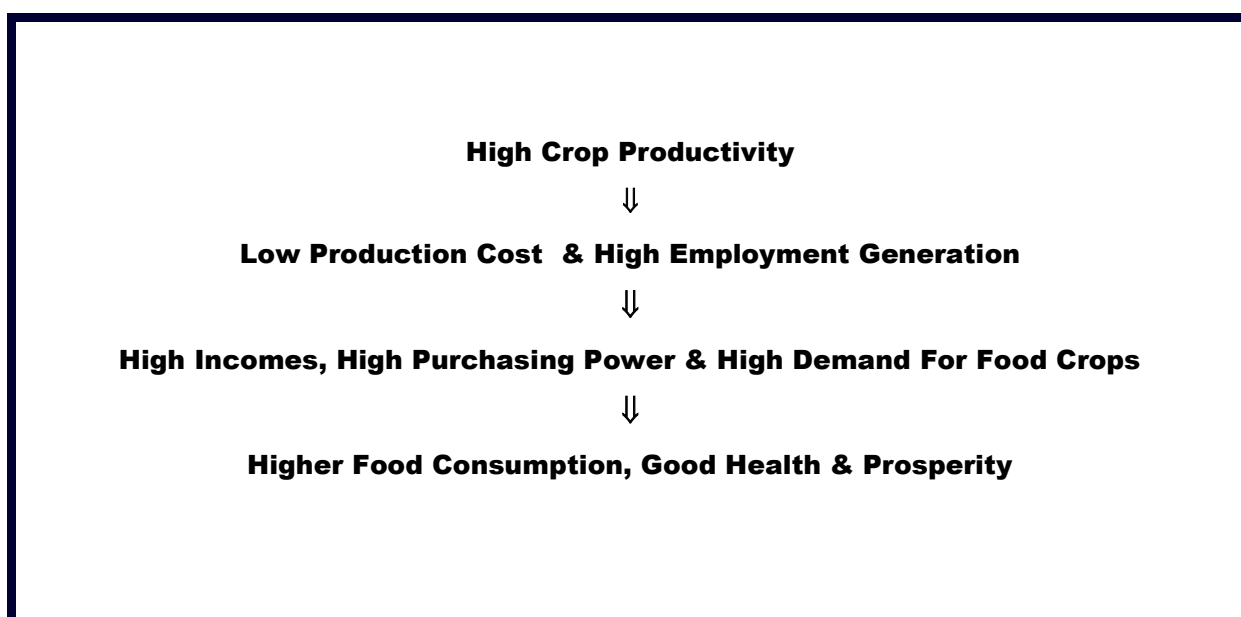 High Crop Productivity
⇓
Low Production Cost  & High Employment Generation
⇓
High Incomes, High Purchasing Power & High Demand For Food Crops
⇓
Higher Food Consumption, Good Health & Prosperity